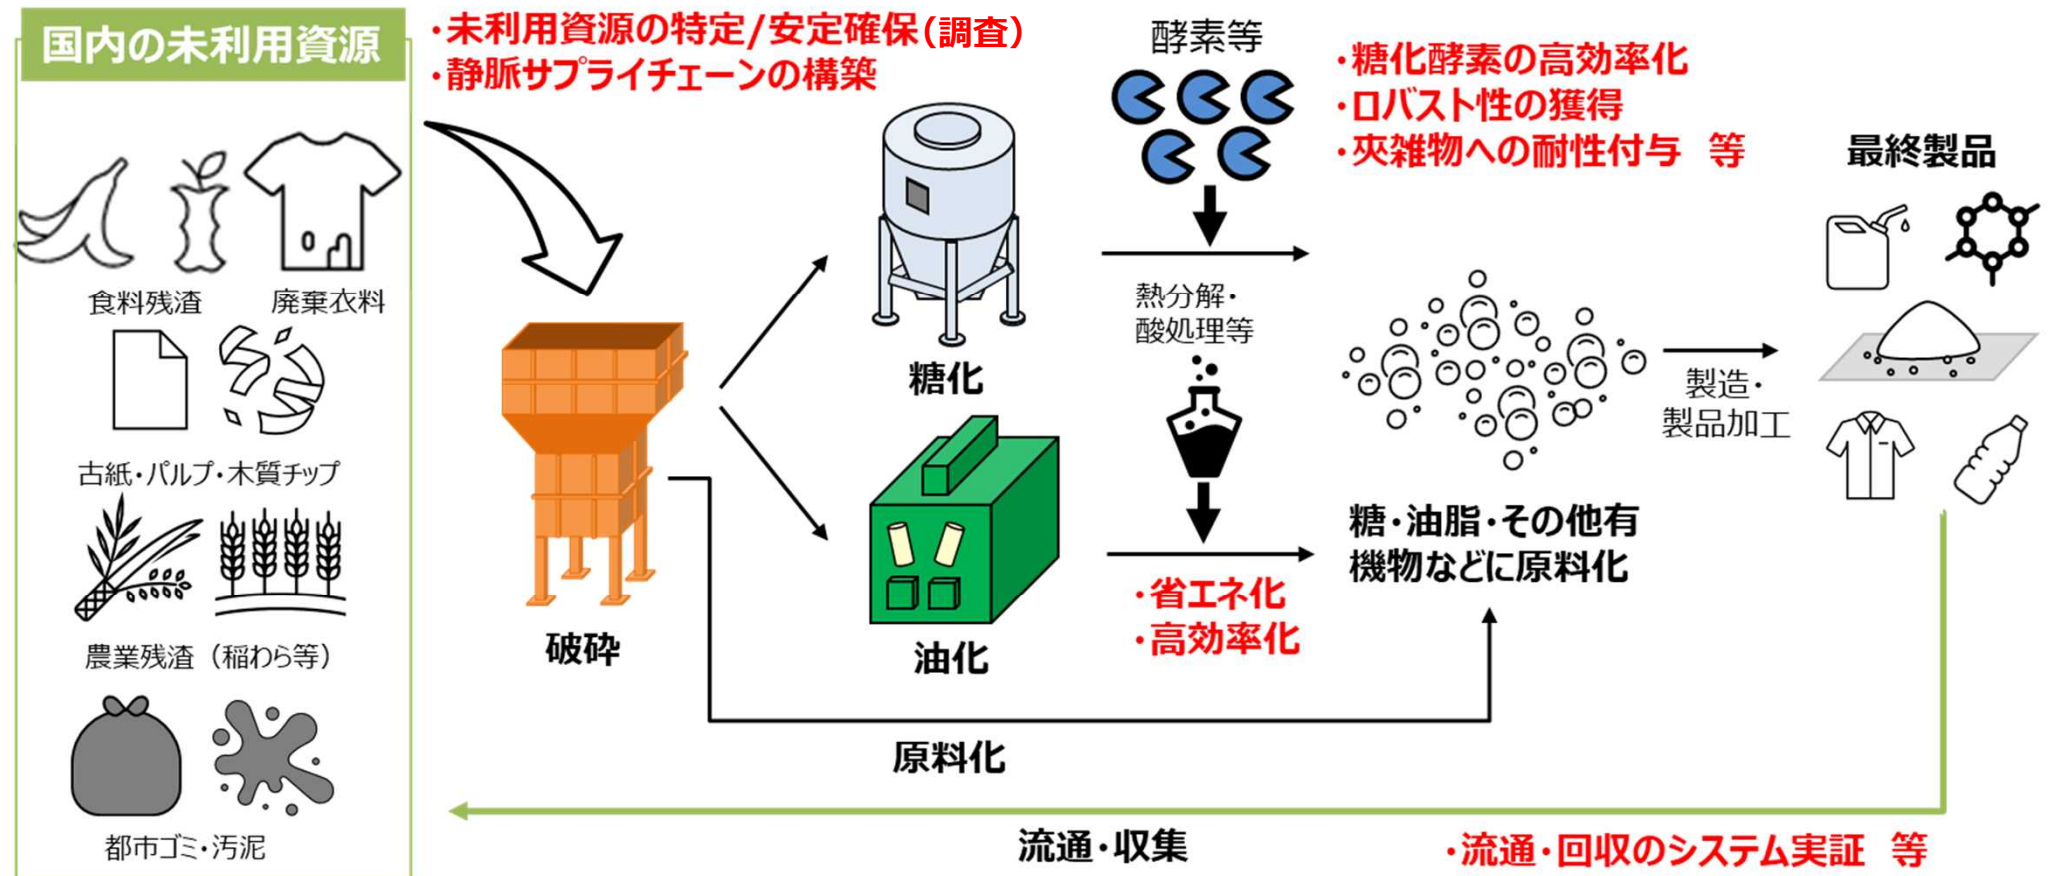 国内の未利用資源
・未利用資源の特定/安定確保(調査)
・静脈サプライチェーンの構築
食料残渣
廃棄衣料
古紙・パルプ・木質チップ
農業残渣（稲わら等）
都市ゴミ・汚泥
破砕
糖化
油化
酵素等
・糖化酵素の高効率化
・ロバスト性の獲得
・夾雑物への耐性付与　等
熱分解・
酸処理等
・省エネ化
・高効率化
糖・油脂・その他有
機物などに原料化
製造・
製品加工
最終製品
原料化
流通・収集
・流通・回収のシステム実証　等